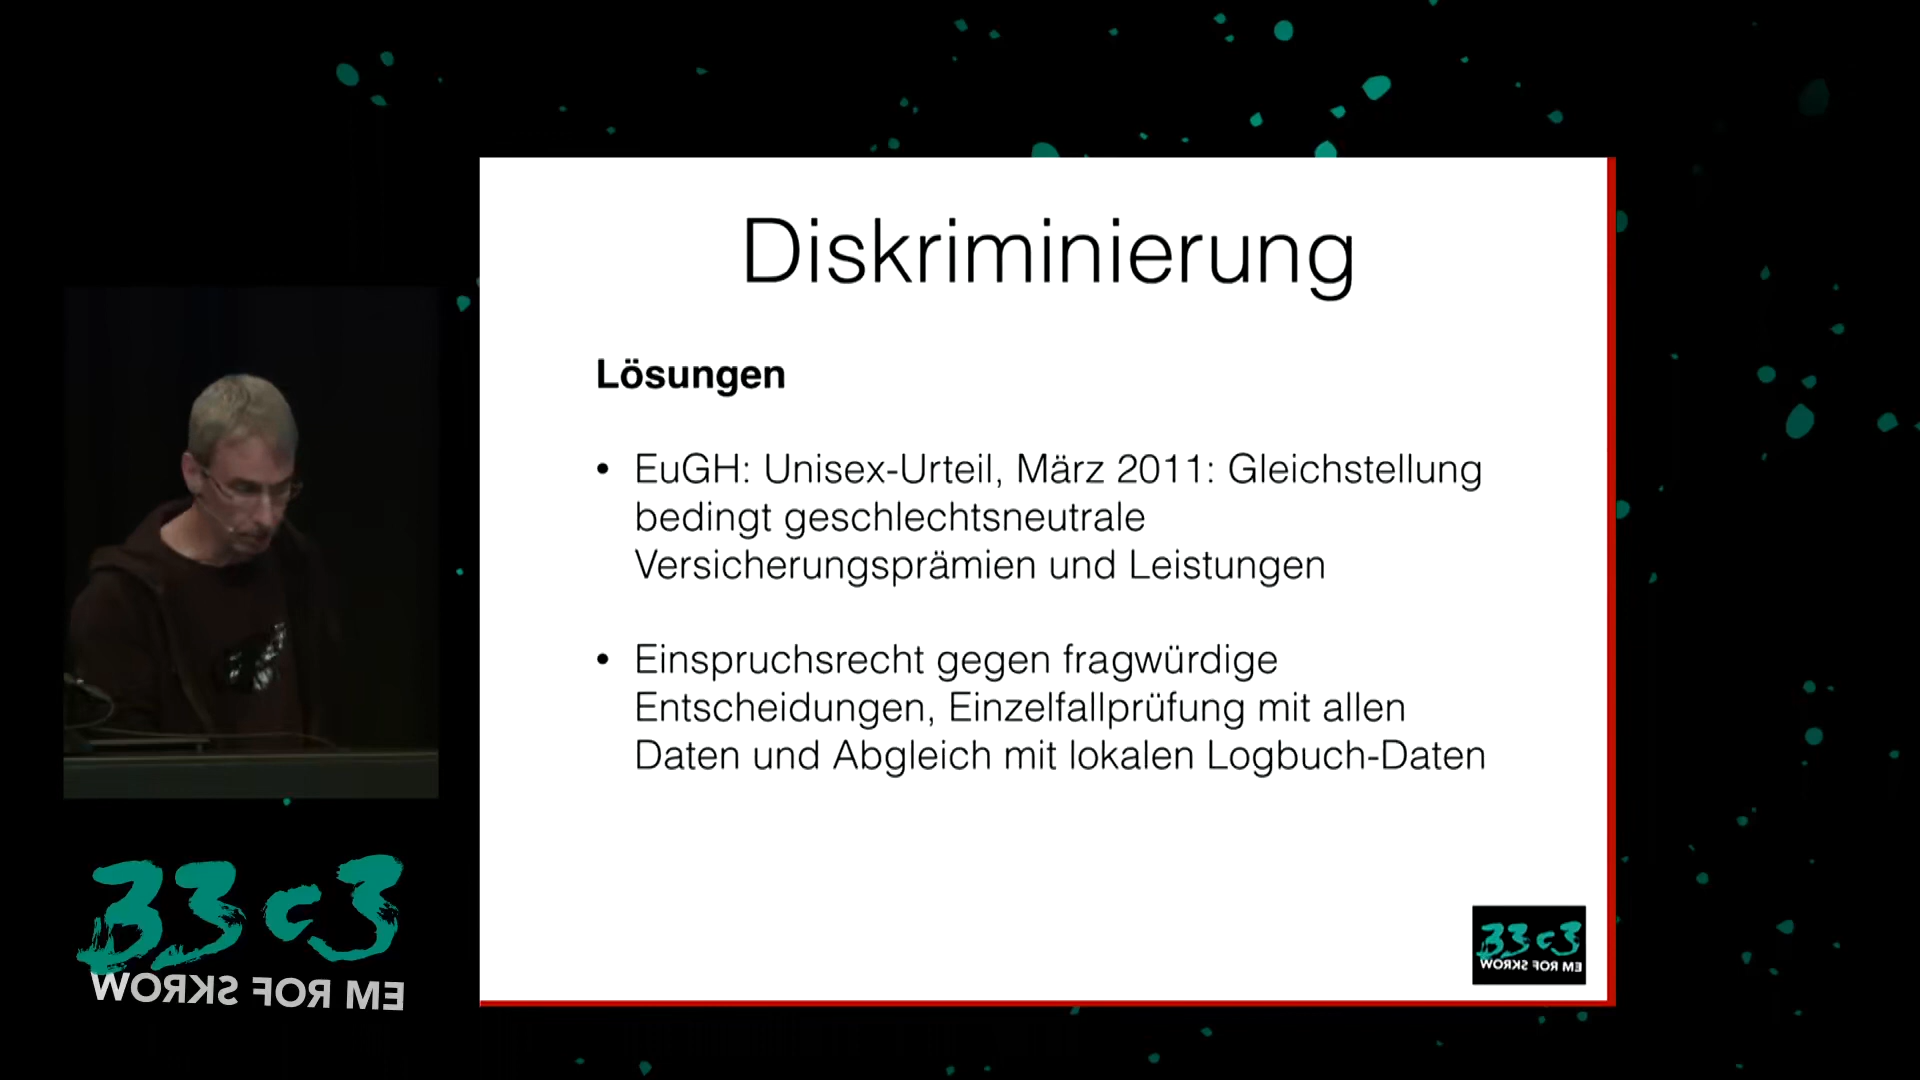 Diskriminierung
Lösungen
• EuGH: Unisex-Urteil, März 2011: Gleichstellung
bedingt geschlechtsneutrale
Versicherungsprämien und Leistungen
• Einspruchsrecht gegen fragwürdige
Entscheidungen, Einzelfallprüfung mit allen
Daten und Abgleich mit lokalen Logbuch-Daten
33c3
WORKS FOR ME
33c3
WORKS FOR ME